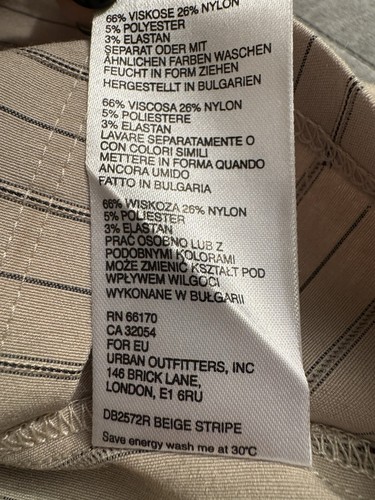 66% VISKOSE 26% NYLON
5% POLYESTER
3% ELASTAN
SEPARAT ODER MIT
ÄHNLICHEN FARBEN WASCHEN
FEUCHT IN FORM ZIEHEN
HERGESTELLT IN BULGARIEN
66% VISCOSA 26% NYLON
5% POLIESTERE
3% ELASTAN
LAVARE SEPARATAMENTE O
CON COLORI SIMILI
METTERE IN FORMA QUANDO
ANCORA UMIDO
FATTO IN BULGARIA
66% WISKOZA 26% NYLON
5% POLIESTER
3% ELASTAN
PRAĆ OSOBNO LUB Z
PODOBNYMI KOLORAMI
MOŻE ZMIENIĆ KSZTAŁT POD
WPŁYWEM WILGOCI
WYKONANE W BUŁGARII
RN 66170
CA 32054
FOR EU
URBAN OUTFITTERS, INC
146 BRICK LANE,
LONDON, E1 6RU
DB2572R BEIGE STRIPE
Save energy wash me at 30°C